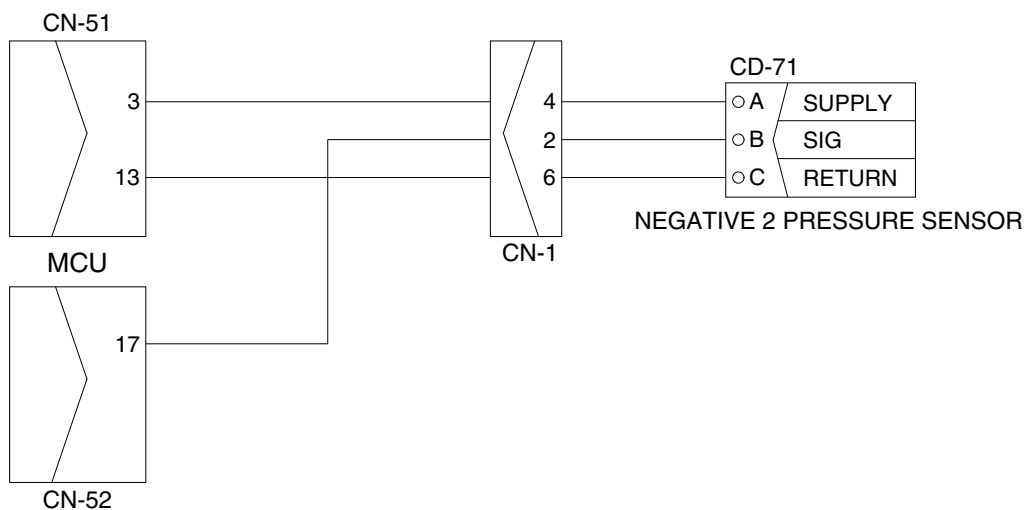 CN-51
CD-71
3
4
A
SUPPLY
2
B
SIG
13
6
C
RETURN
NEGATIVE 2 PRESSURE SENSOR
CN-1
MCU
17
CN-52